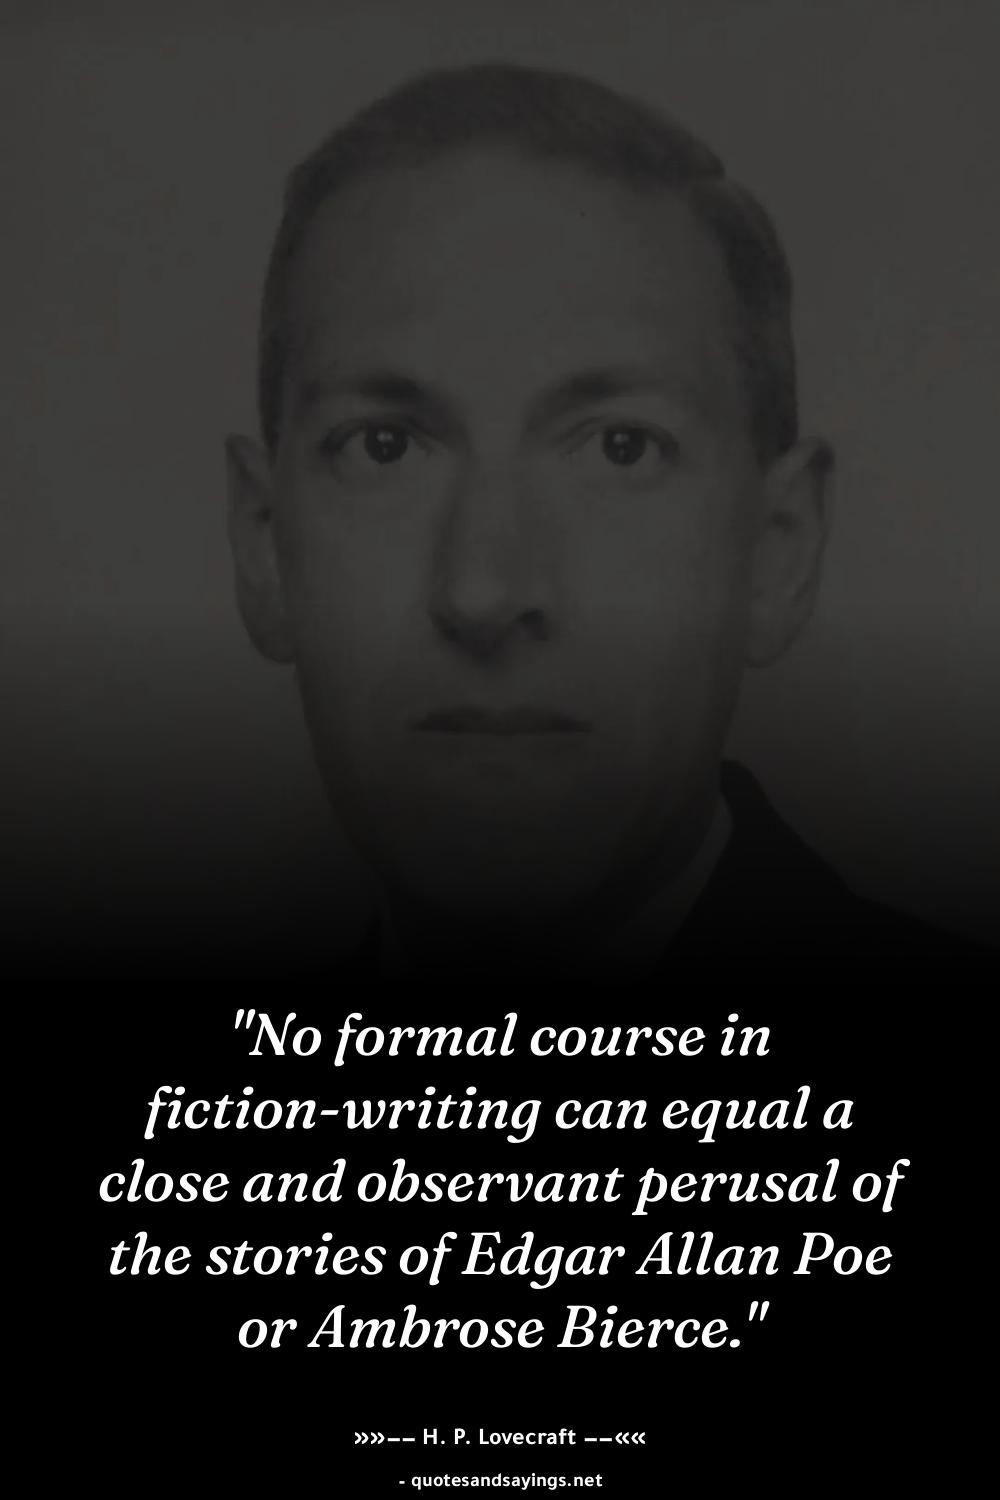 "No formal course in
fiction-writing can equal a
close and observant perusal of
the stories of Edgar Allan Poe
or Ambrose Bierce."
»»–– H. P. Lovecraft ––««
- quotesandsayings.net